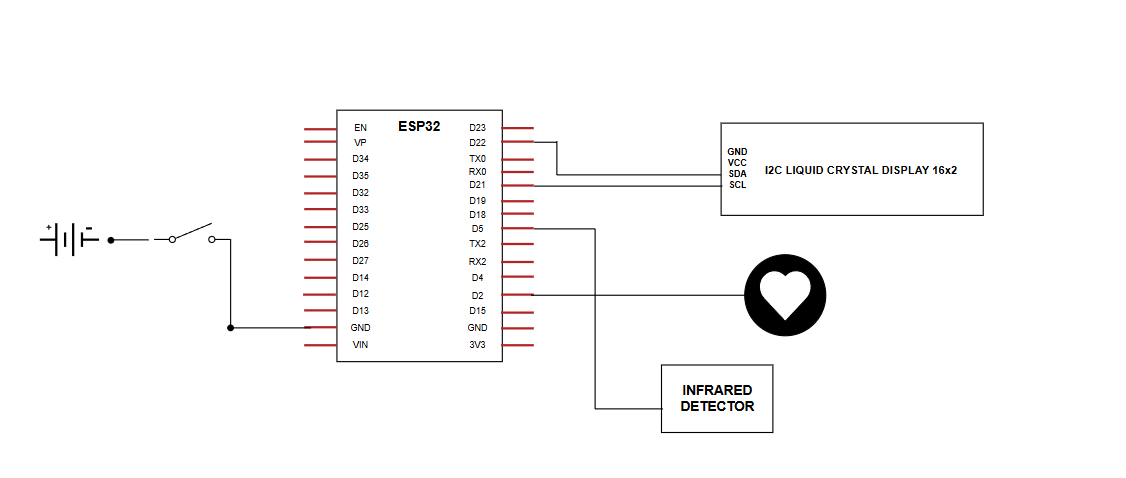 ESP32
EN
VP
D34
D35
D32
D33
D25
D26
D27
D14
D12
D13
GND
VIN
D23
D22
TX0
RX0
D21
D19
D18
D5
TX2
RX2
D4
D2
D15
GND
3V3
+ -
GND
VCC
SDA
SCL
I2C LIQUID CRYSTAL DISPLAY 16x2
INFRARED
DETECTOR